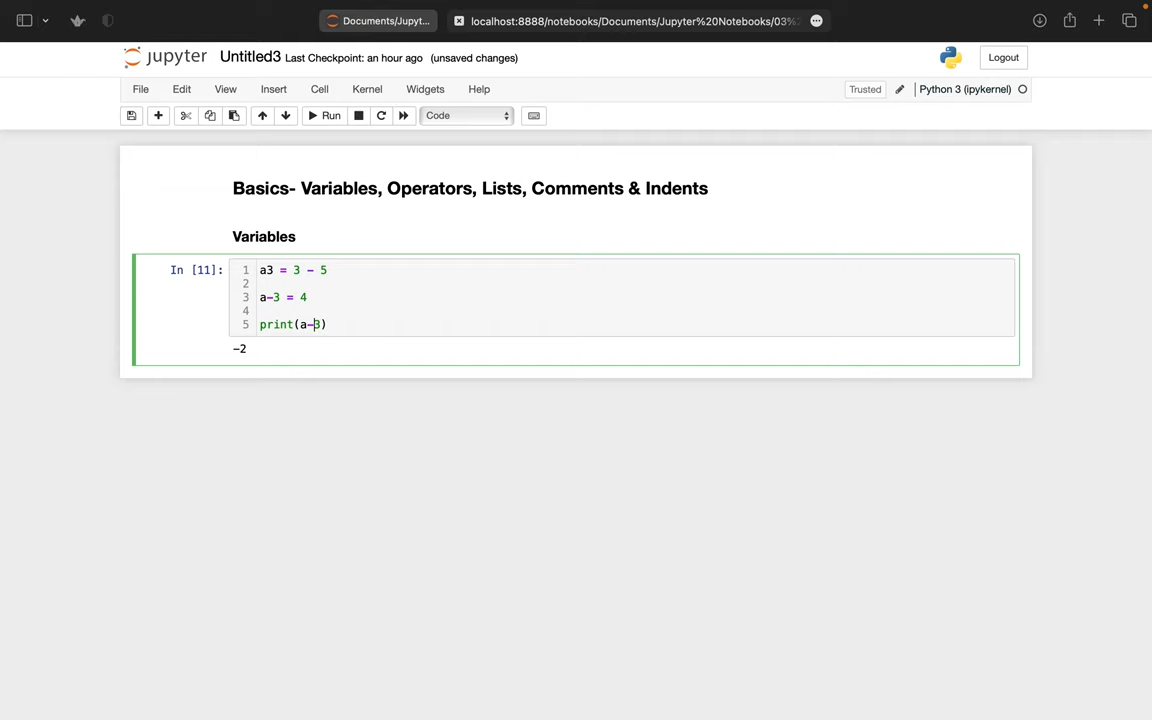 Documents/Jupyt...
localhost:8888/notebooks/Documents/Jupyter%20Notebooks/03%
jupyter Untitled3 Last Checkpoint: an hour ago (unsaved changes)
Logout
File Edit View Insert Cell Kernel Widgets Help
Trusted Python 3 (ipykernel)
Run Code
Basics- Variables, Operators, Lists, Comments & Indents
Variables
In [11]: 1 a3 = 3 - 5
2
3 a-3 = 4
4
5 print(a-3)
-2